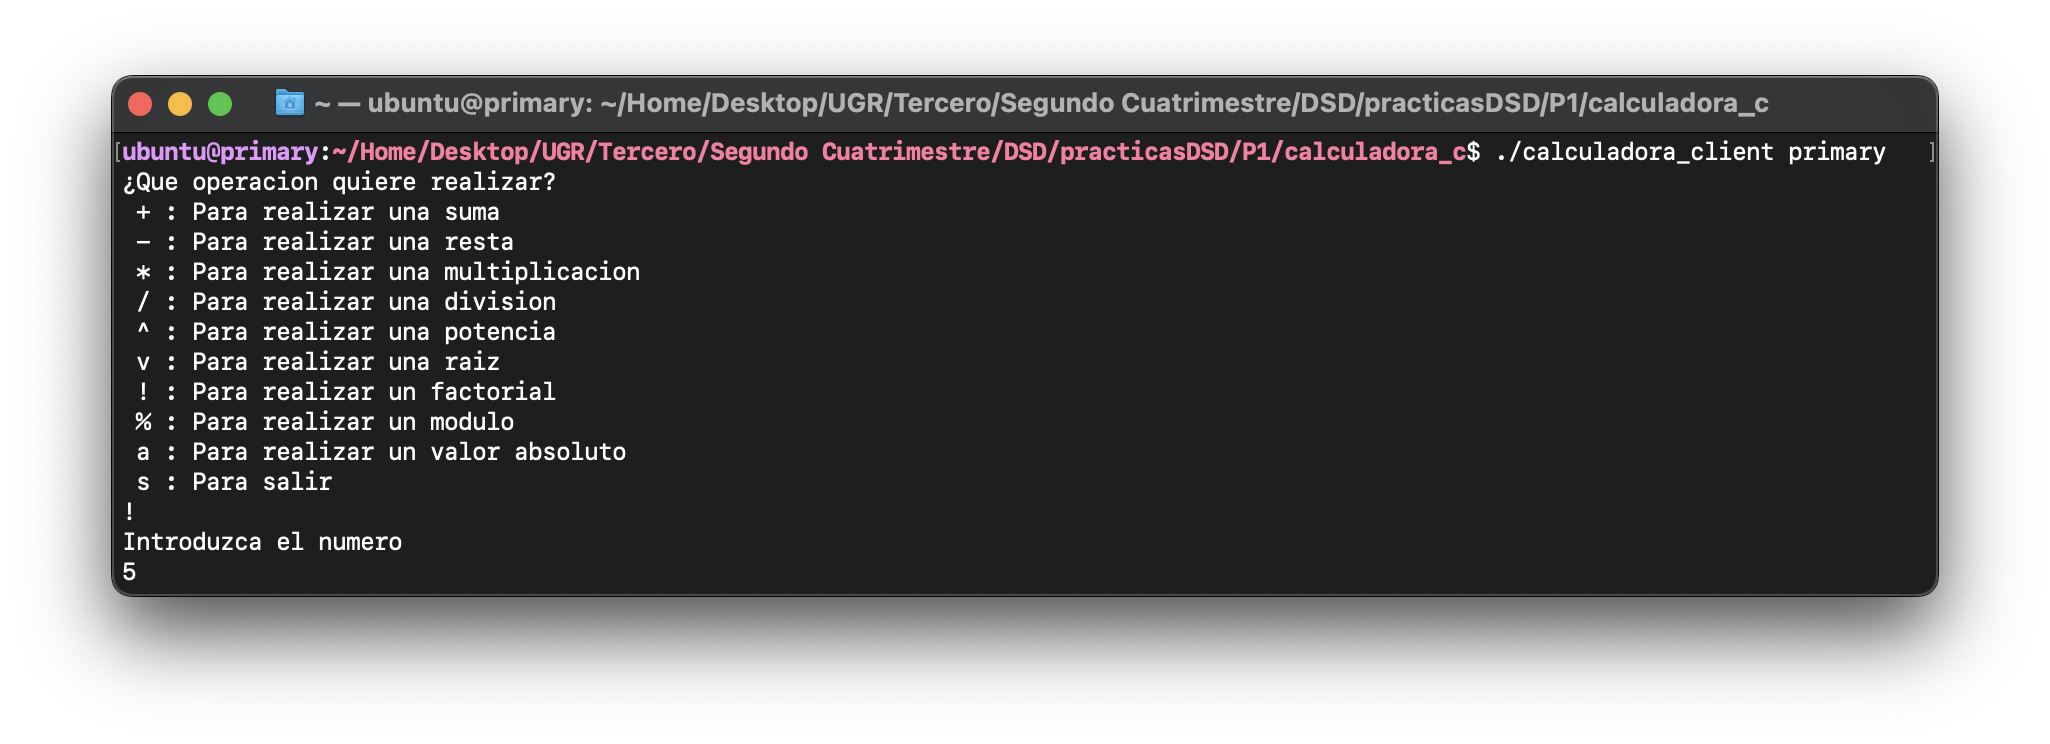 ~ — ubuntu@primary: ~/Home/Desktop/UGR/Tercero/Segundo Cuatrimestre/DSD/practicasDSD/P1/calculadora_c
[ubuntu@primary:~/Home/Desktop/UGR/Tercero/Segundo Cuatrimestre/DSD/practicasDSD/P1/calculadora_c$ ./calculadora_client primary ]
¿Que operacion quiere realizar?
+ : Para realizar una suma
- : Para realizar una resta
* : Para realizar una multiplicacion
/ : Para realizar una division
^ : Para realizar una potencia
v : Para realizar una raiz
! : Para realizar un factorial
% : Para realizar un modulo
a : Para realizar un valor absoluto
s : Para salir
!
Introduzca el numero
5